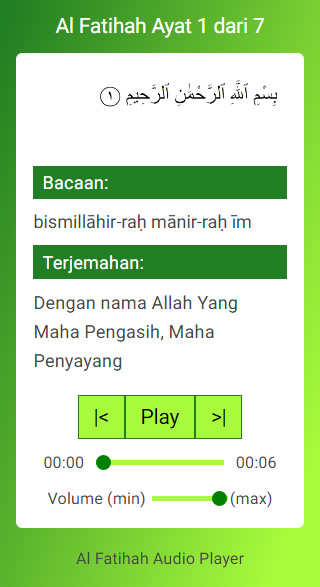 Al Fatihah Ayat 1 dari 7
بِسْمِ ٱللَّهِ ٱلرَّحْمَٰنِ ٱلرَّحِيمِ ۝١
Bacaan:
bismillāhir-raḥ mānir-raḥ īm
Terjemahan:
Dengan nama Allah Yang
Maha Pengasih, Maha
Penyayang
|< Play >|
00:00 00:06
Volume (min) (max)
Al Fatihah Audio Player